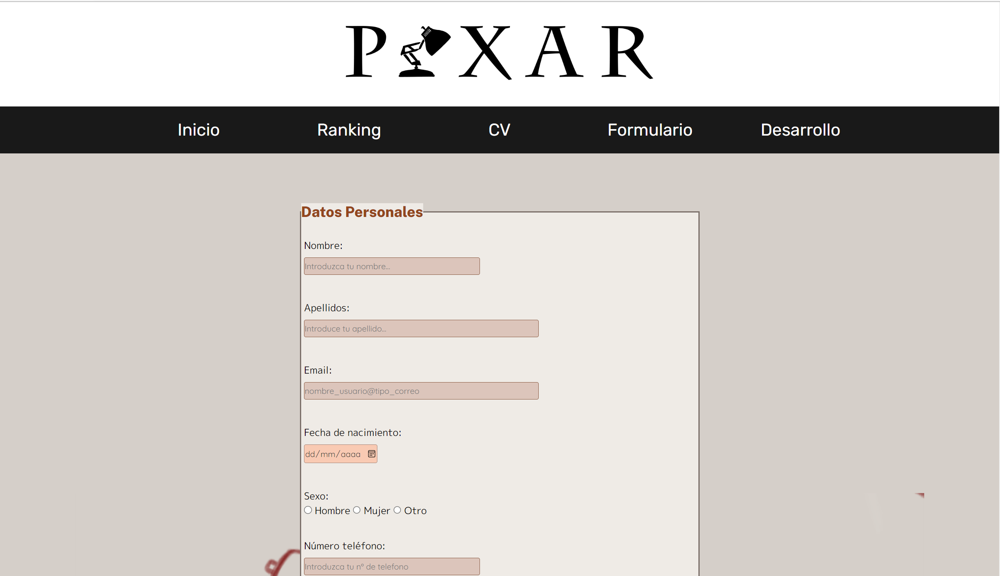 PIXAR
Inicio Ranking CV Formulario Desarrollo
Datos Personales
Nombre:
Introduzca tu nombre...
Apellidos:
Introduce tu apellido...
Email:
nombre_usuario@tipo_correo
Fecha de nacimiento:
dd/mm/aaaa
Sexo:
Hombre Mujer Otro
Número teléfono:
Introduzca tu nº de telefono